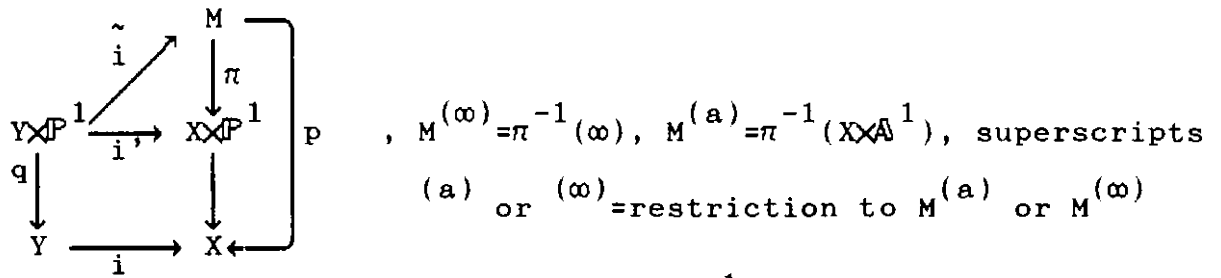 M
ĩ
π
Y×ℙ¹ X×ℙ¹ p , M^(∞)=π^-1(∞), M^(a)=π^-1(X×𝔸¹), superscripts
i'
q
(a) or (∞)=restriction to M^(a) or M^(∞)
Y X
i